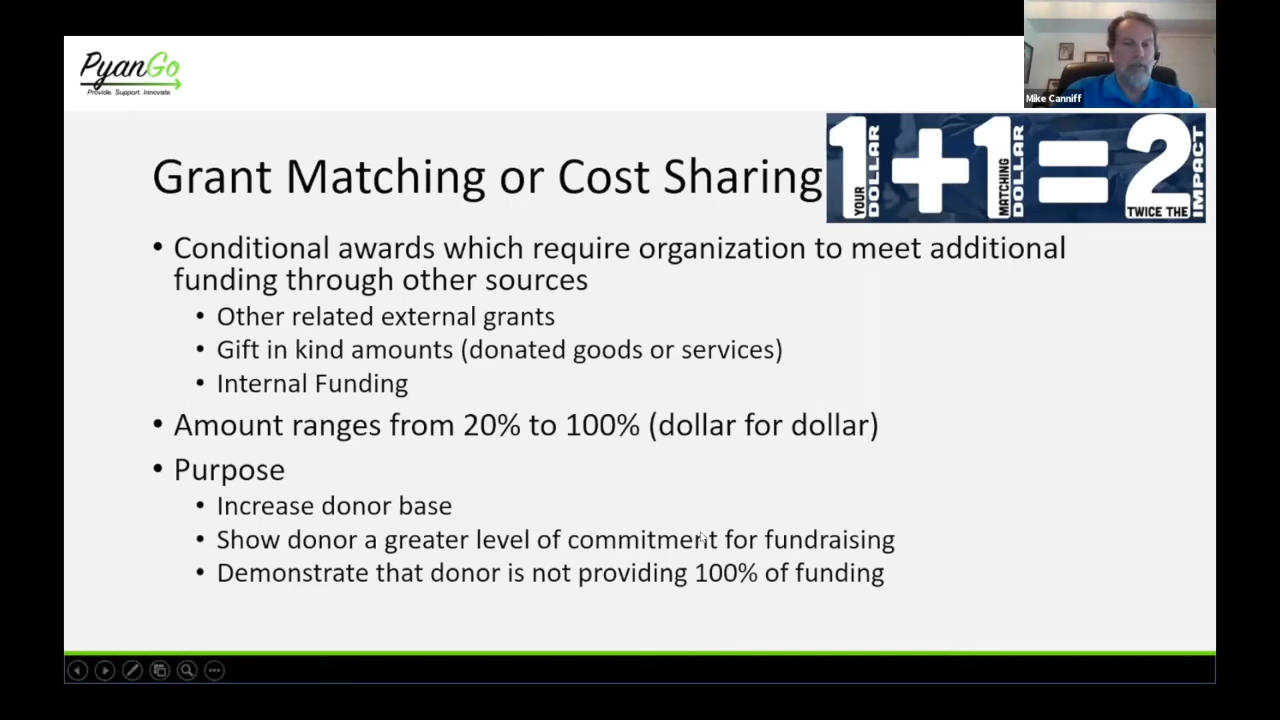 PyanGo
Provide. Support. Innovate.
Mike Canniff
Grant Matching or Cost Sharing
1 YOUR DOLLAR + 1 MATCHING DOLLAR = 2 TWICE THE IMPACT
• Conditional awards which require organization to meet additional
funding through other sources
• Other related external grants
• Gift in kind amounts (donated goods or services)
• Internal Funding
• Amount ranges from 20% to 100% (dollar for dollar)
• Purpose
• Increase donor base
• Show donor a greater level of commitment for fundraising
• Demonstrate that donor is not providing 100% of funding